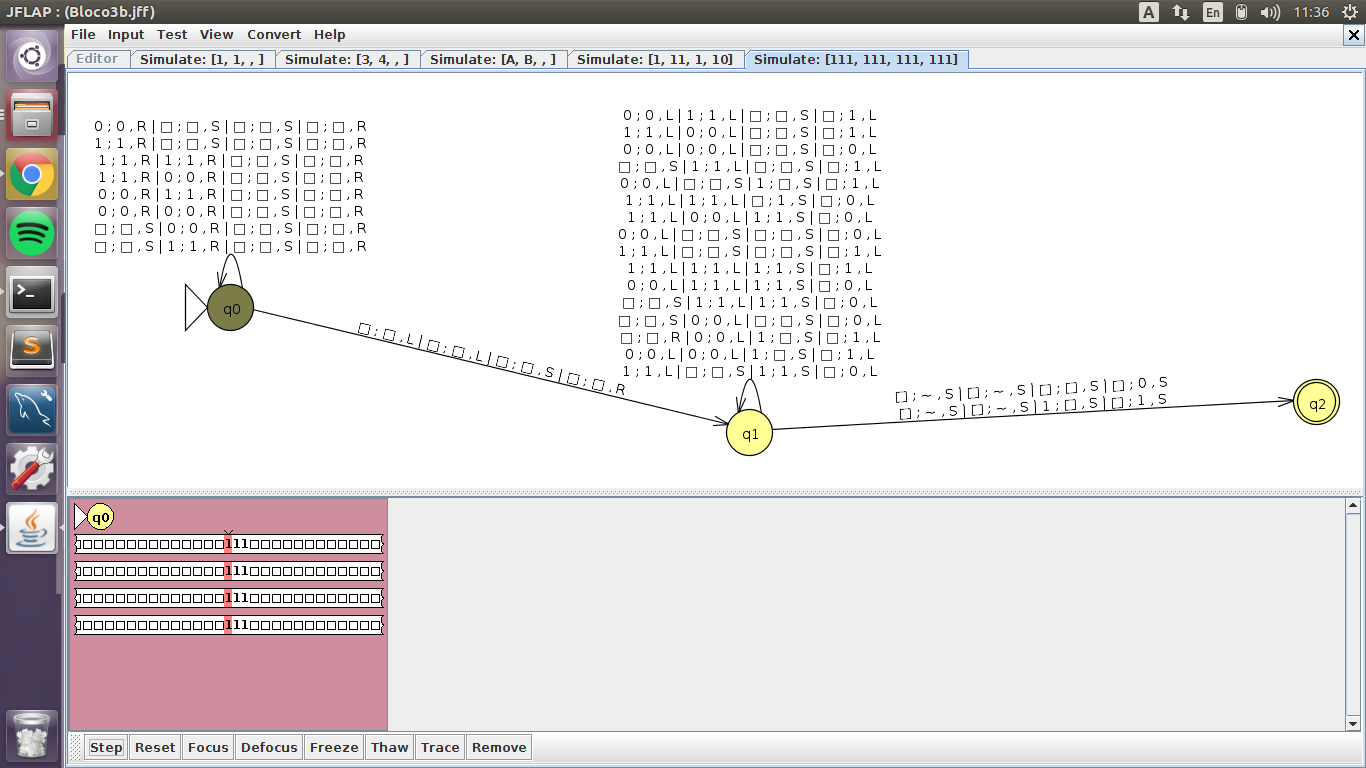 JFLAP : (Bloco3b.jff)
A En 11:36
File Input Test View Convert Help
Editor Simulate: [1, 1, , ] Simulate: [3, 4, , ] Simulate: [A, B, , ] Simulate: [1, 11, 1, 10] Simulate: [111, 111, 111, 111]
0 ; 0 , R | □ ; □ , S | □ ; □ , S | □ ; □ , R
1 ; 1 , R | □ ; □ , S | □ ; □ , S | □ ; □ , R
1 ; 1 , R | 1 ; 1 , R | □ ; □ , S | □ ; □ , R
1 ; 1 , R | 0 ; 0 , R | □ ; □ , S | □ ; □ , R
0 ; 0 , R | 1 ; 1 , R | □ ; □ , S | □ ; □ , R
0 ; 0 , R | 0 ; 0 , R | □ ; □ , S | □ ; □ , R
□ ; □ , S | 0 ; 0 , R | □ ; □ , S | □ ; □ , R
□ ; □ , S | 1 ; 1 , R | □ ; □ , S | □ ; □ , R
q0
□ ; □ , L | □ ; □ , L | □ ; □ , S | □ ; □ , R
0 ; 0 , L | 1 ; 1 , L | □ ; □ , S | □ ; 1 , L
1 ; 1 , L | 0 ; 0 , L | □ ; □ , S | □ ; 1 , L
0 ; 0 , L | 0 ; 0 , L | □ ; □ , S | □ ; 0 , L
□ ; □ , S | 1 ; 1 , L | □ ; □ , S | □ ; 1 , L
0 ; 0 , L | □ ; □ , S | 1 ; □ , S | □ ; 1 , L
1 ; 1 , L | 1 ; 1 , L | □ ; 1 , S | □ ; 0 , L
1 ; 1 , L | 0 ; 0 , L | 1 ; 1 , S | □ ; 0 , L
0 ; 0 , L | □ ; □ , S | □ ; □ , S | □ ; 0 , L
1 ; 1 , L | □ ; □ , S | □ ; □ , S | □ ; 1 , L
1 ; 1 , L | 1 ; 1 , L | 1 ; 1 , S | □ ; 1 , L
0 ; 0 , L | 1 ; 1 , L | 1 ; 1 , S | □ ; 0 , L
□ ; □ , S | 1 ; 1 , L | 1 ; 1 , S | □ ; 0 , L
□ ; □ , S | 0 ; 0 , L | □ ; □ , S | □ ; 0 , L
□ ; □ , R | 0 ; 0 , L | 1 ; □ , S | □ ; 1 , L
0 ; 0 , L | 0 ; 0 , L | 1 ; □ , S | □ ; 1 , L
1 ; 1 , L | □ ; □ , S | 1 ; 1 , S | □ ; 0 , L
q1
□ ; ~ , S | □ ; ~ , S | □ ; □ , S | □ ; 0 , S
□ ; ~ , S | □ ; ~ , S | 1 ; □ , S | □ ; 1 , S
q2
q0
111
111
111
111
Step Reset Focus Defocus Freeze Thaw Trace Remove